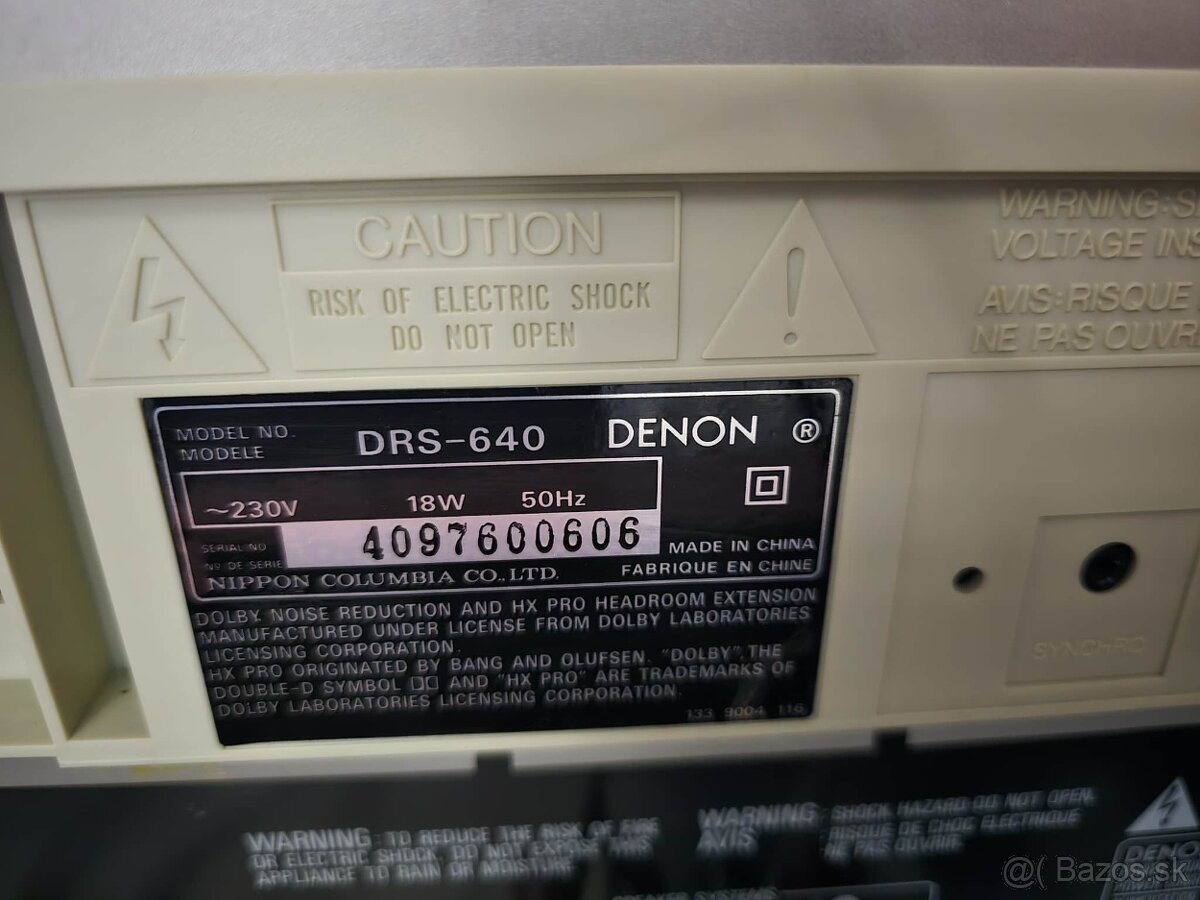 CAUTION
RISK OF ELECTRIC SHOCK
DO NOT OPEN
WARNING:S
VOLTAGE INS
AVIS:RISQUE
NE PAS OUVR
MODEL NO.
MODELE
DRS-640
DENON ®
~230V 18W 50Hz
SERIAL NO
Nº DE SERIE
4097600606
MADE IN CHINA
FABRIQUE EN CHINE
NIPPON COLUMBIA CO.,LTD.
DOLBY NOISE REDUCTION AND HX PRO HEADROOM EXTENSION
MANUFACTURED UNDER LICENSE FROM DOLBY LABORATORIES
LICENSING CORPORATION.
HX PRO ORIGINATED BY BANG AND OLUFSEN. "DOLBY", THE
DOUBLE-D SYMBOL AND "HX PRO" ARE TRADEMARKS OF
DOLBY LABORATORIES LICENSING CORPORATION.
133 9004 116
SYNCHRO
WARNING: TO REDUCE THE RISK OF FIRE
OR ELECTRIC SHOCK, DO NOT EXPOSE THIS
APPLIANCE TO RAIN OR MOISTURE.
WARNING: SHOCK HAZARD DO NOT OPEN.
AVIS RISQUE DE CHOC ELECTRIQUE
NE PAS OUVRIR
SPEAKER SYSTEMS
DENO
@( Bazos.sk